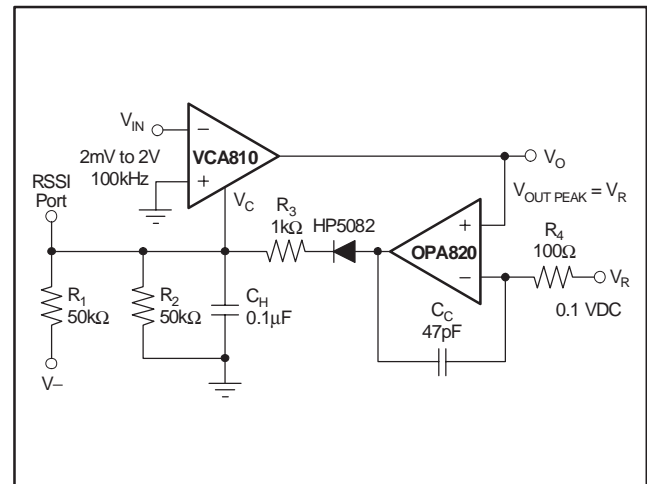 V_IN
−
VCA810
2mV to 2V
100kHz
+
V_O
RSSI
Port
V_C
V_OUT PEAK = V_R
R_3
1kΩ
HP5082
+
OPA820
−
R_4
100Ω
V_R
0.1 VDC
R_1
50kΩ
R_2
50kΩ
C_H
0.1µF
C_C
47pF
V−